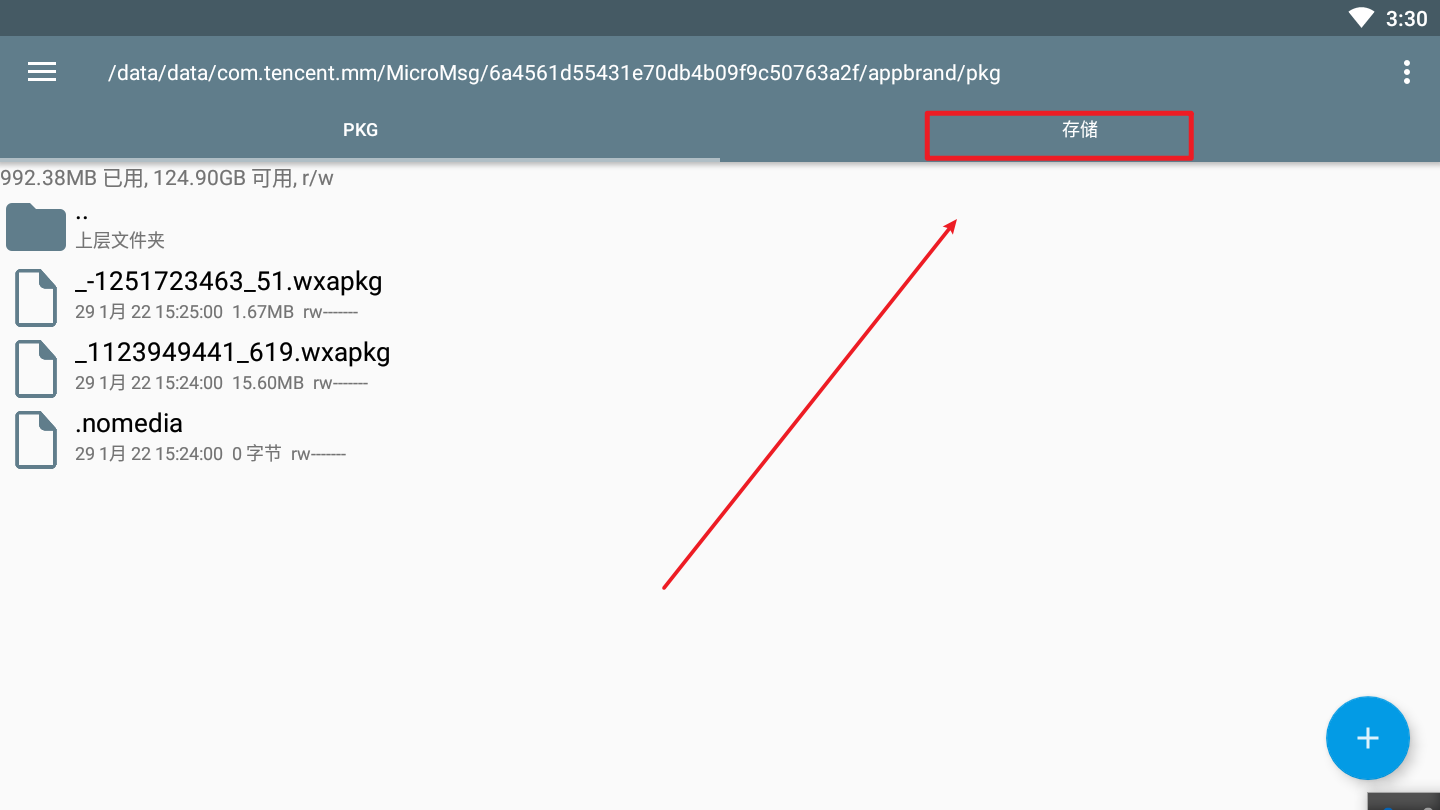 3:30
/data/data/com.tencent.mm/MicroMsg/6a4561d55431e70db4b09f9c50763a2f/appbrand/pkg
PKG
存储
992.38MB 已用, 124.90GB 可用, r/w
..
上层文件夹
_-1251723463_51.wxapkg
29 1月 22 15:25:00 1.67MB rw-------
_1123949441_619.wxapkg
29 1月 22 15:24:00 15.60MB rw-------
.nomedia
29 1月 22 15:24:00 0 字节 rw-------